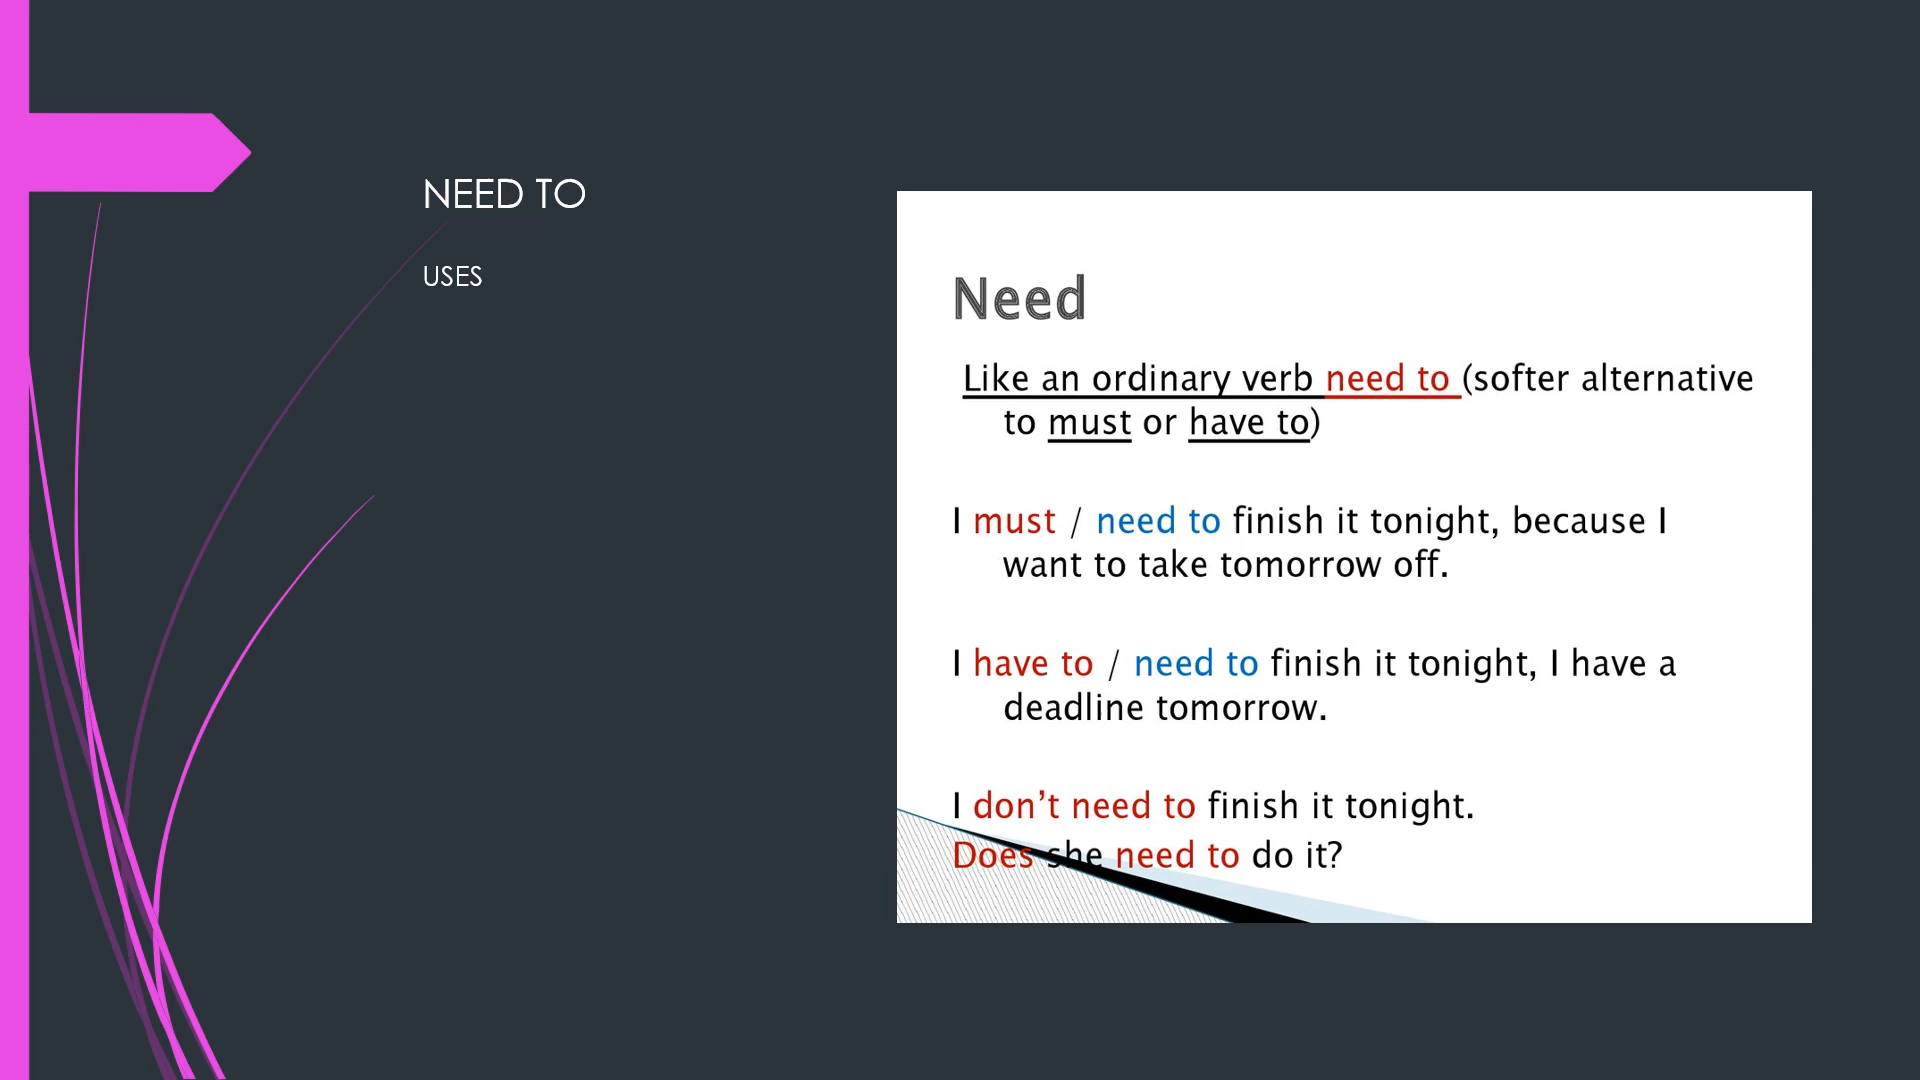 NEED TO
USES
Need
Like an ordinary verb need to (softer alternative
to must or have to)
I must / need to finish it tonight, because I
want to take tomorrow off.
I have to / need to finish it tonight, I have a
deadline tomorrow.
I don’t need to finish it tonight.
Does she need to do it?